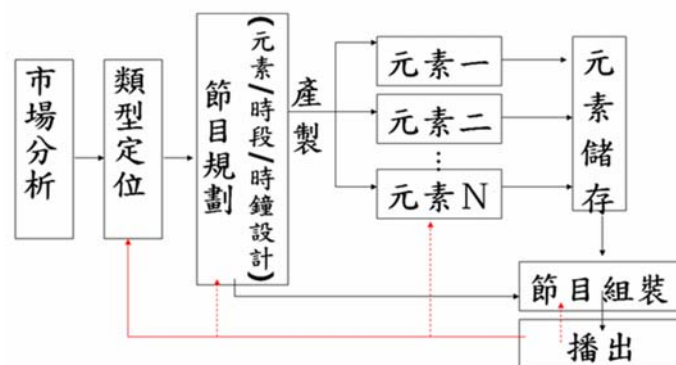 市場分析
類型定位
節目規劃
(元素/時段/時鐘設計)
產製
元素一
元素二
⋮
元素N
元素儲存
節目組裝
播出